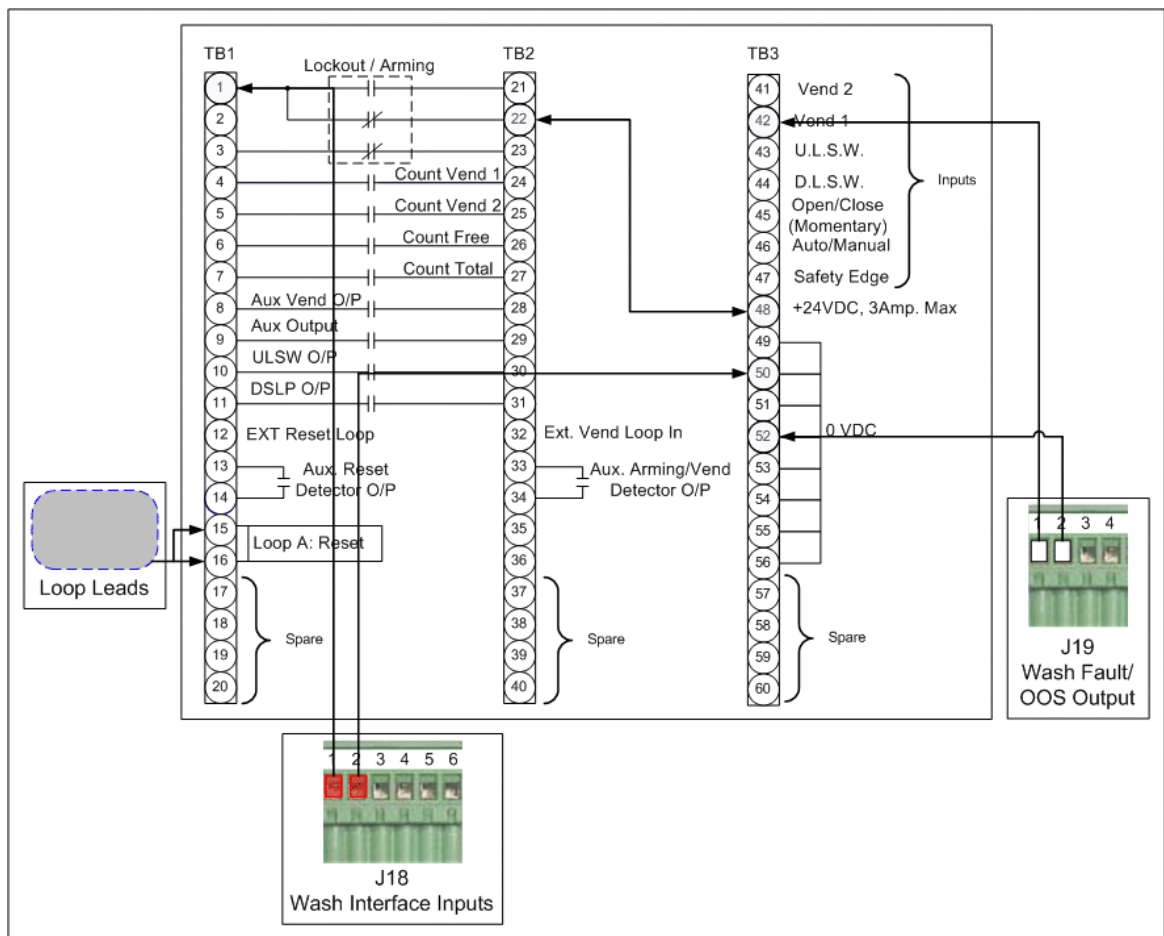 TB1 TB2 TB3
Lockout / Arming
1 21 41 Vend 2
2 22 42 Vend 1
3 23 43 U.L.S.W.
4 Count Vend 1 24 44 D.L.S.W.
Inputs
5 Count Vend 2 25 45 Open/Close
(Momentary)
6 Count Free 26 46 Auto/Manual
7 Count Total 27 47 Safety Edge
8 Aux Vend O/P 28 48 +24VDC, 3Amp. Max
9 Aux Output 29 49
10 ULSW O/P 30 50
11 DSLP O/P 31 51
12 EXT Reset Loop 32 Ext. Vend Loop In 52 0 VDC
13 Aux. Reset 33 Aux. Arming/Vend 53
14 Detector O/P 34 Detector O/P 54
15 35 55
Loop A: Reset
16 36 56
17 37 57
18 Spare 38 Spare 58 Spare
19 39 59
20 40 60
Loop Leads
1 2 3 4
J19
Wash Fault/
OOS Output
1 2 3 4 5 6
J18
Wash Interface Inputs